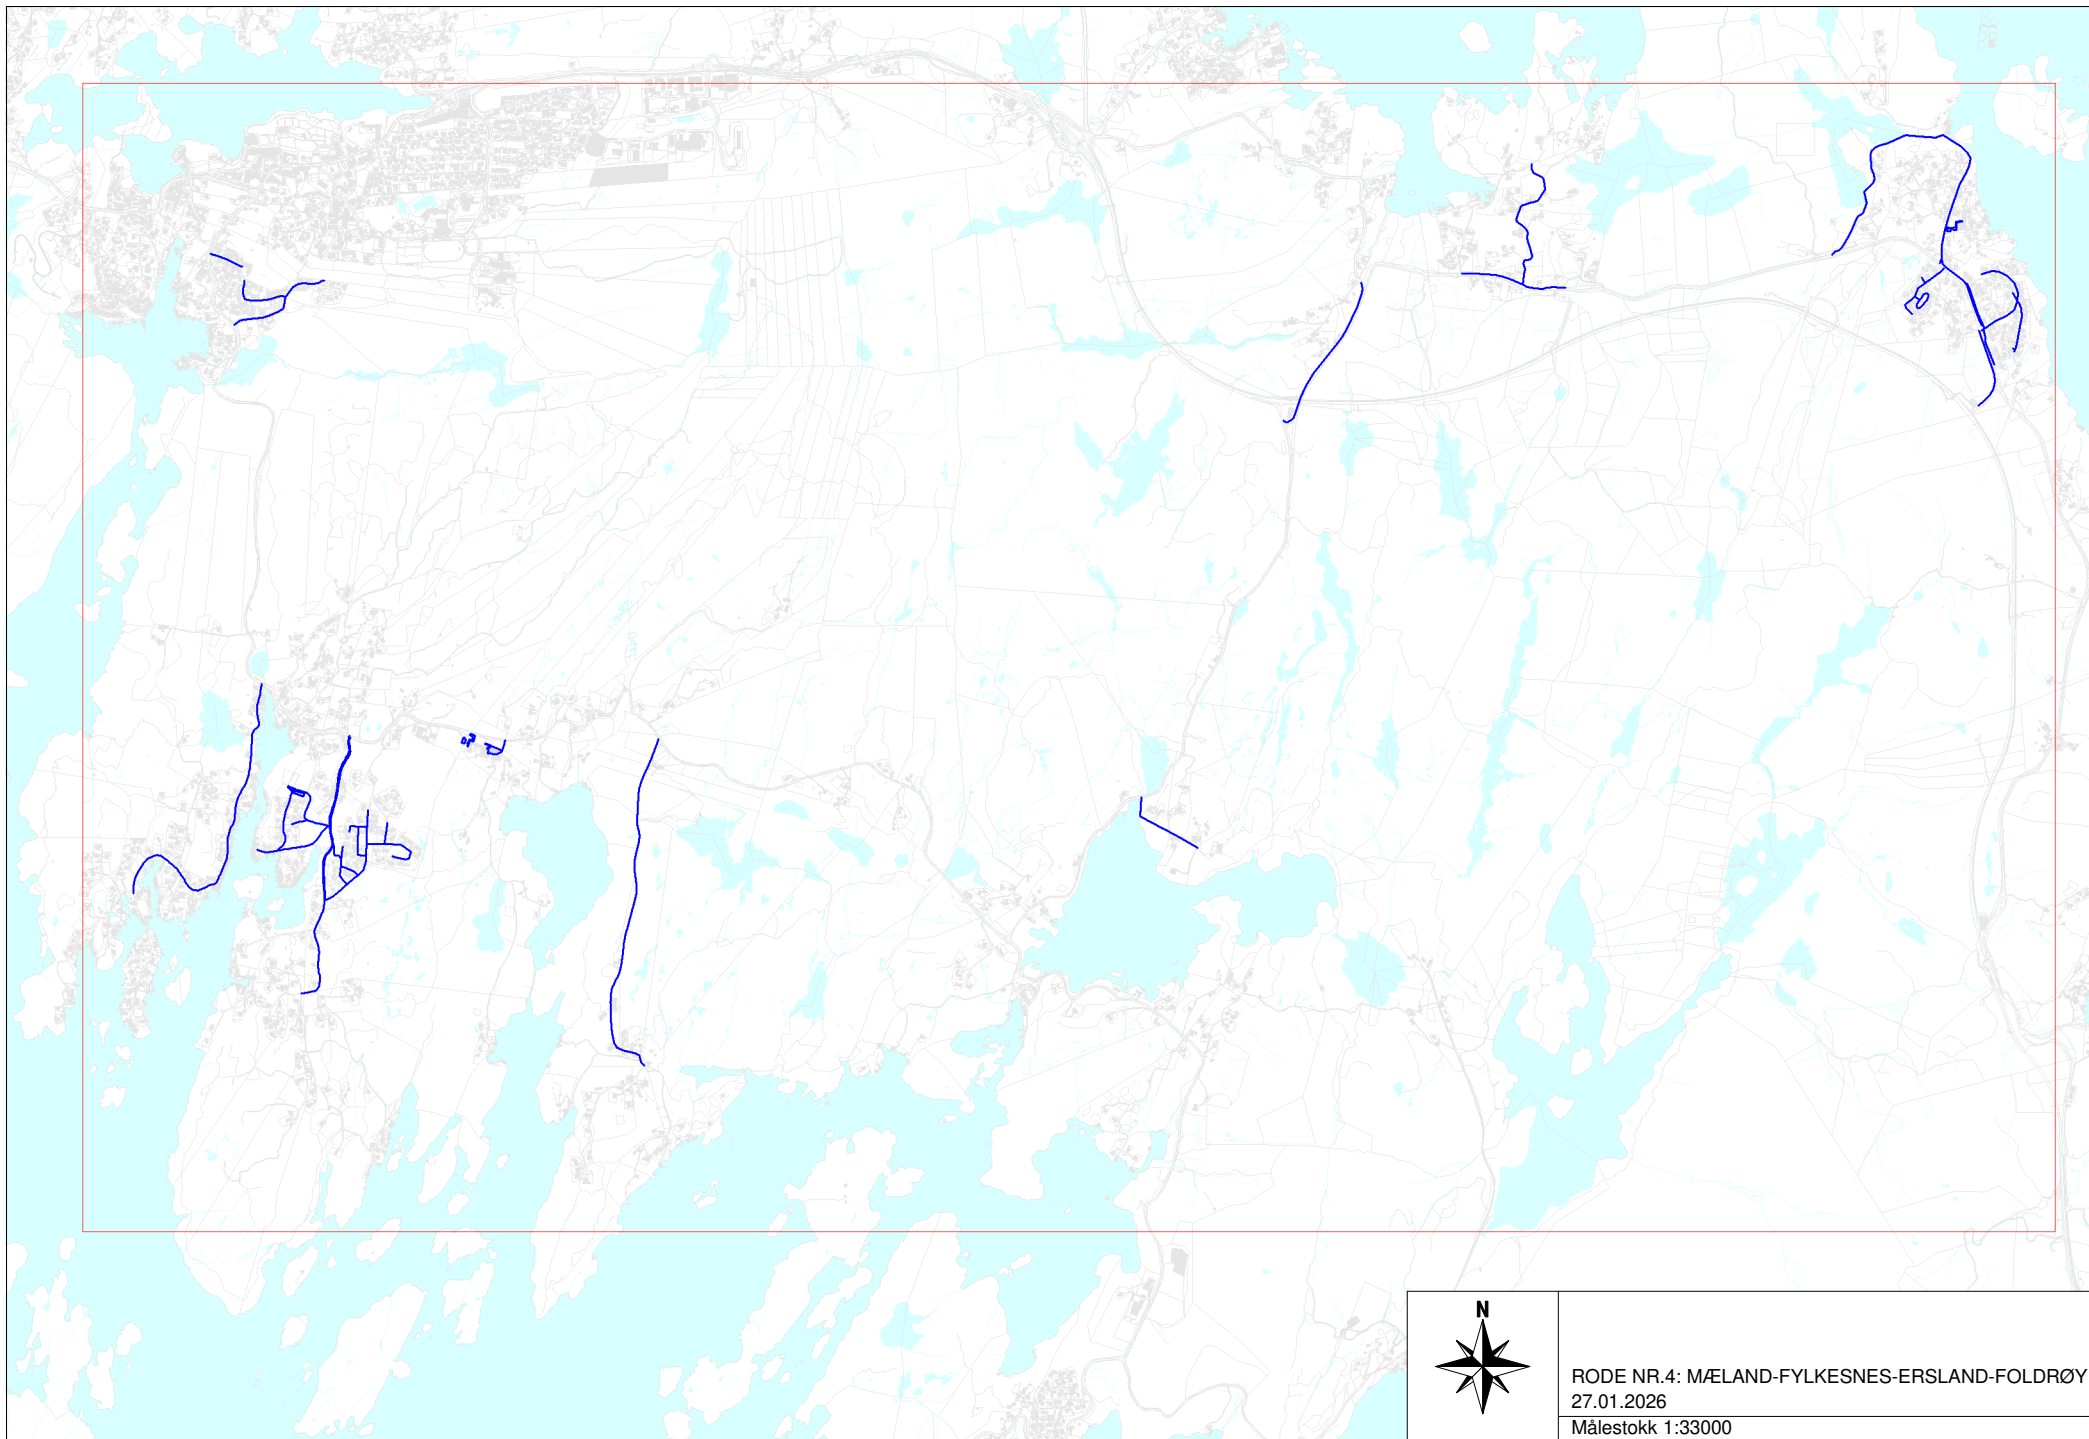 N
RODE NR.4: MÆLAND-FYLKESNES-ERSLAND-FOLDRØY
27.01.2026
Målestokk 1:33000